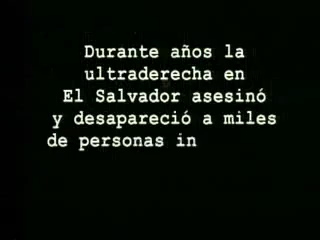 Durante años la
ultraderecha en
El Salvador asesinó
y desapareció a miles
de personas in